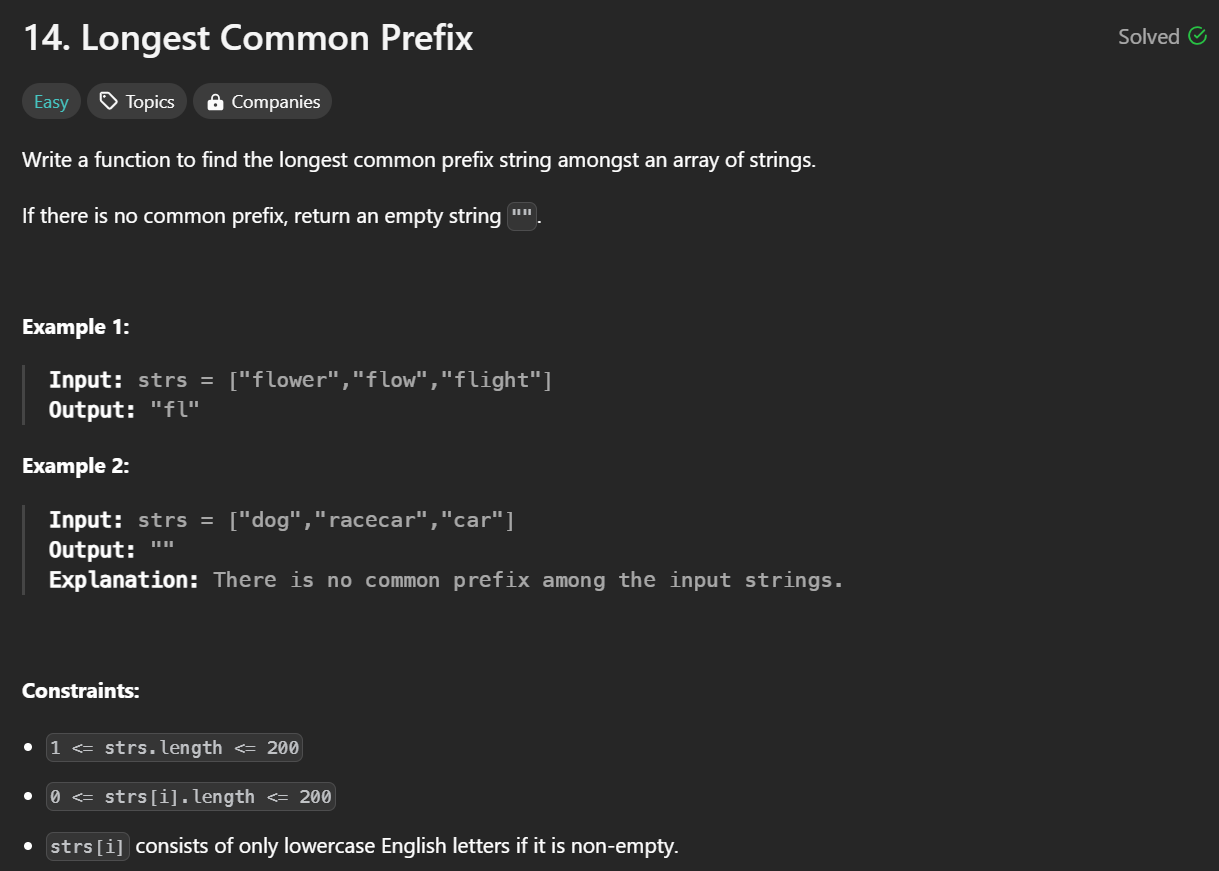 14. Longest Common Prefix
Solved
Easy
Topics
Companies
Write a function to find the longest common prefix string amongst an array of strings.
If there is no common prefix, return an empty string "".
Example 1:
Input: strs = ["flower","flow","flight"]
Output: "fl"
Example 2:
Input: strs = ["dog","racecar","car"]
Output: ""
Explanation: There is no common prefix among the input strings.
Constraints:
1 <= strs.length <= 200
0 <= strs[i].length <= 200
strs[i] consists of only lowercase English letters if it is non-empty.